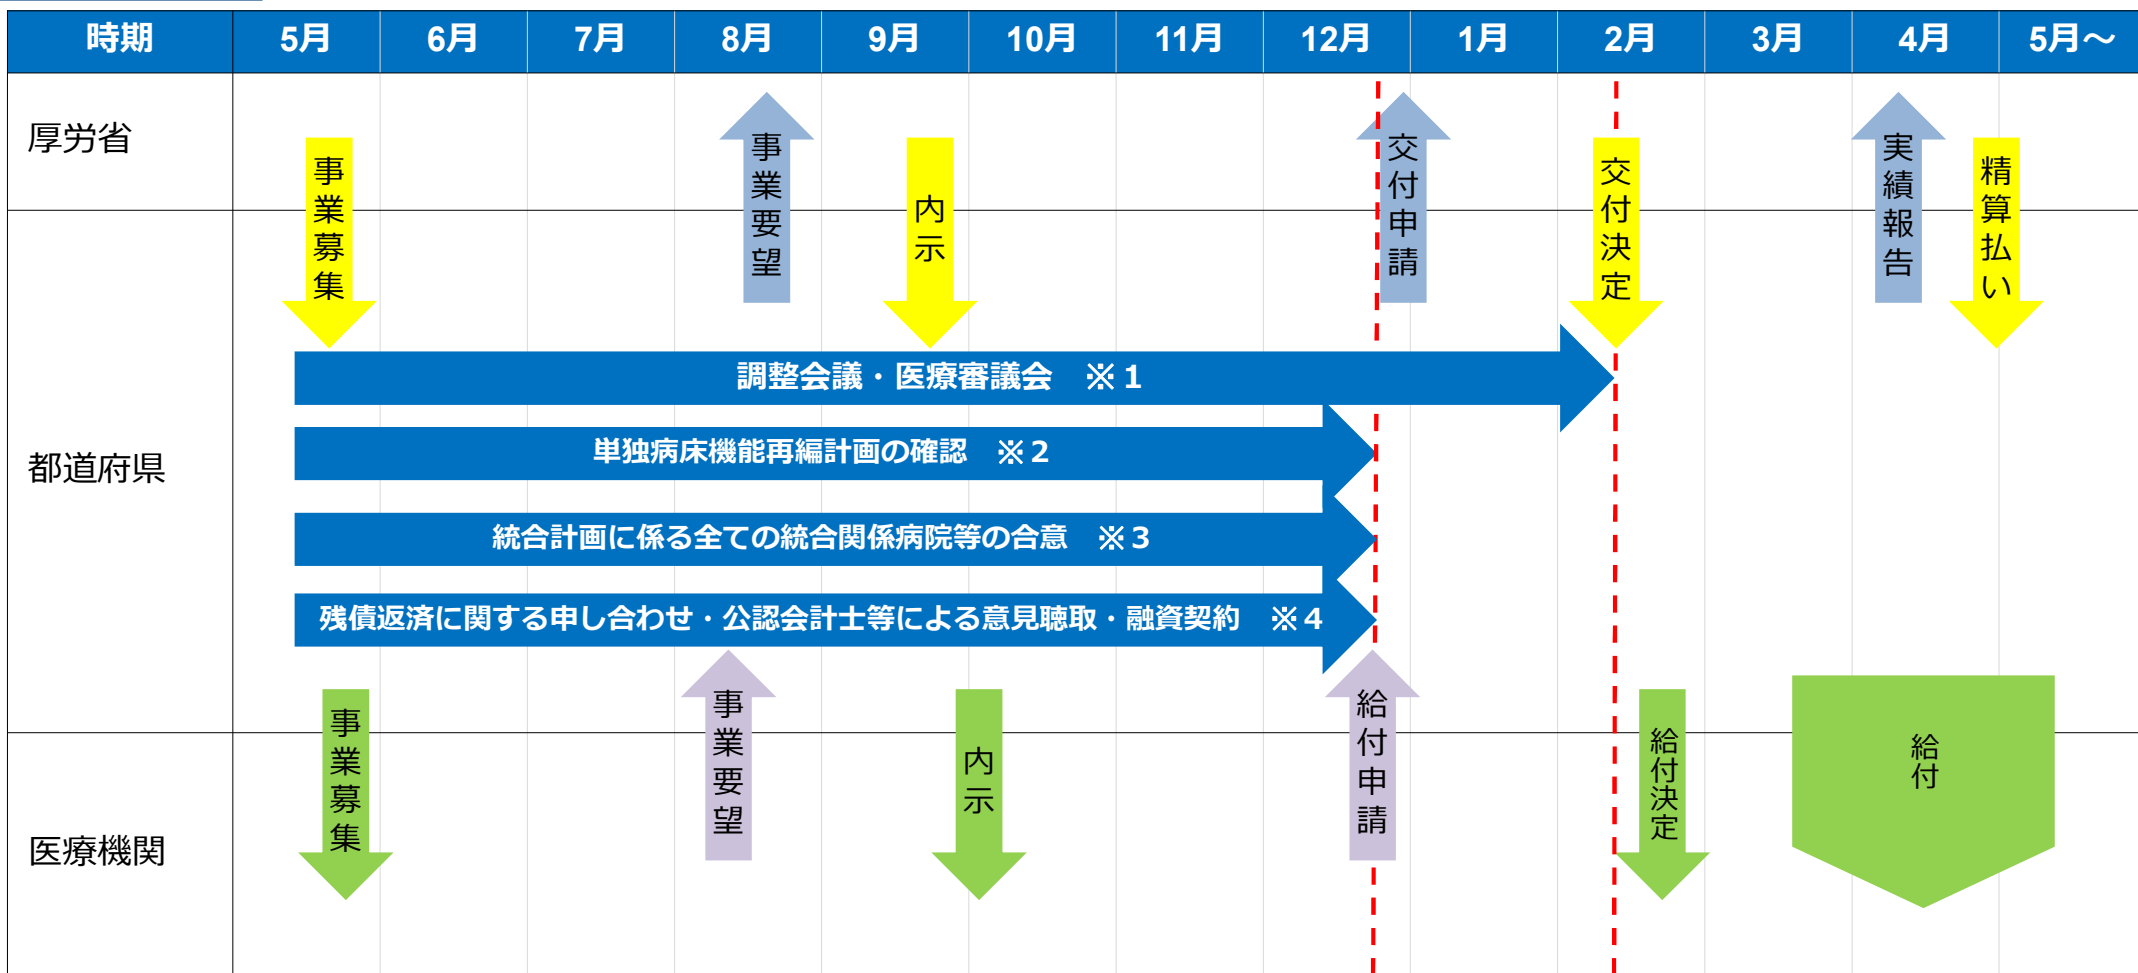 時期 5月 6月 7月 8月 9月 10月 11月 12月 1月 2月 3月 4月 5月～
厚労省
事業募集
事業要望
内示
交付申請
交付決定
実績報告
精算払い
都道府県
調整会議・医療審議会　※１
単独病床機能再編計画の確認　※２
統合計画に係る全ての統合関係病院等の合意　※３
残債返済に関する申し合わせ・公認会計士等による意見聴取・融資契約　※４
医療機関
事業募集
事業要望
内示
給付申請
給付決定
給付